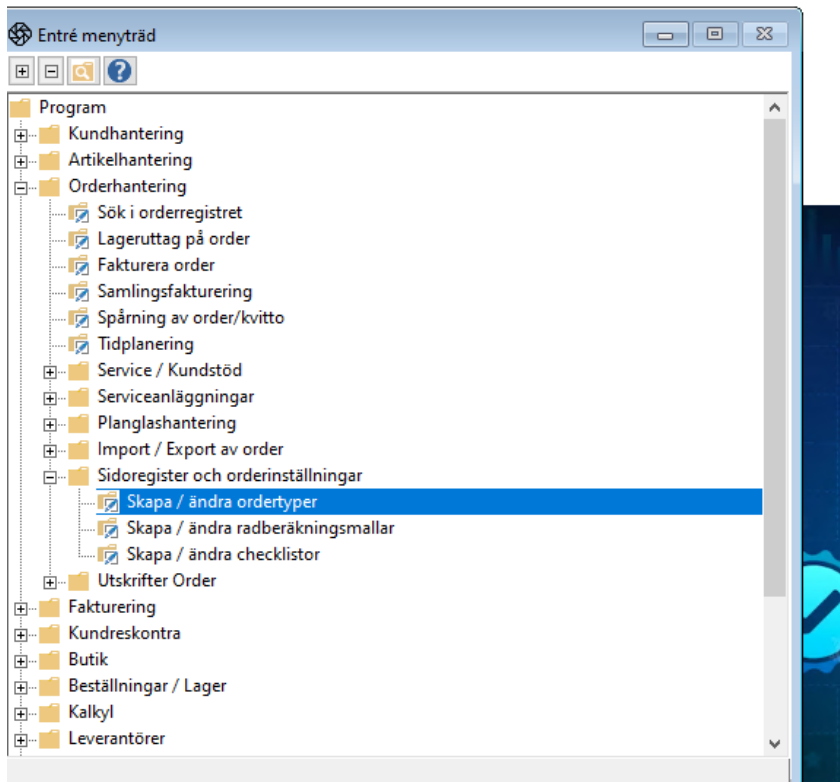 Entré menyträd
Program
Kundhantering
Artikelhantering
Orderhantering
Sök i orderregistret
Lageruttag på order
Fakturera order
Samlingsfakturering
Spårning av order/kvitto
Tidplanering
Service / Kundstöd
Serviceanläggningar
Planglashantering
Import / Export av order
Sidoregister och orderinställningar
Skapa / ändra ordertyper
Skapa / ändra radberäkningsmallar
Skapa / ändra checklistor
Utskrifter Order
Fakturering
Kundreskontra
Butik
Beställningar / Lager
Kalkyl
Leverantörer